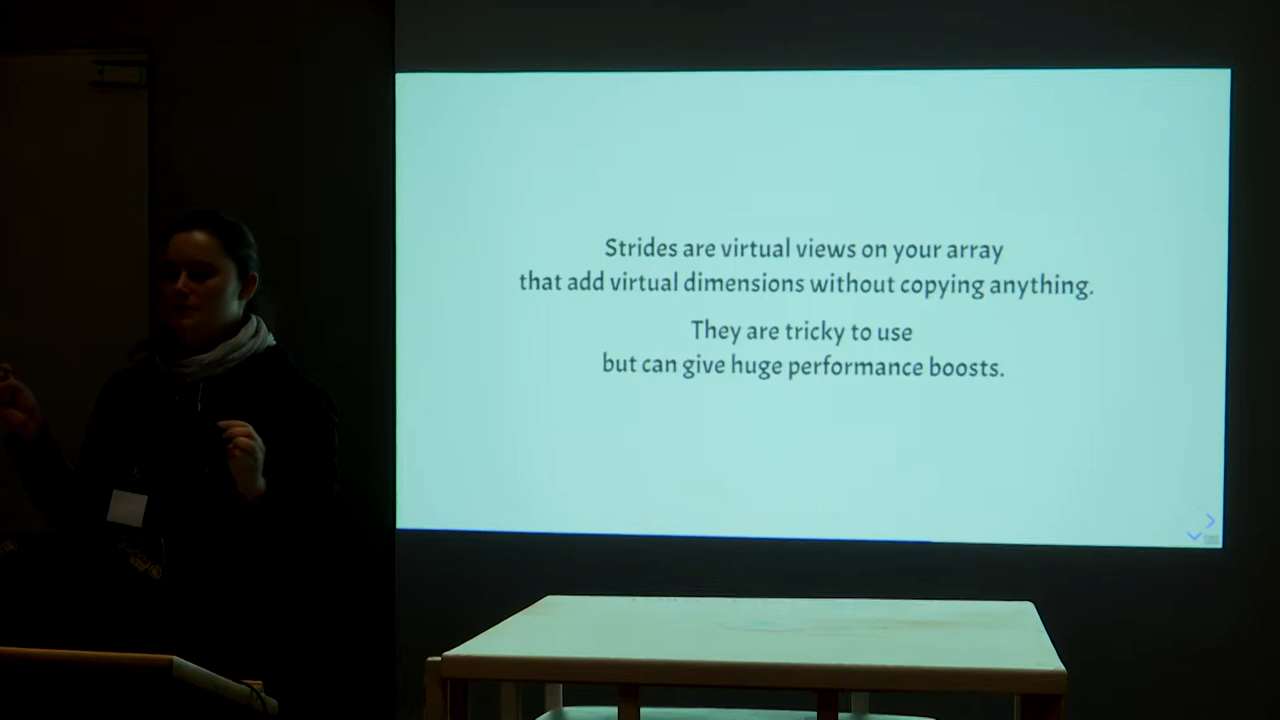 Strides are virtual views on your array
that add virtual dimensions without copying anything.
They are tricky to use
but can give huge performance boosts.